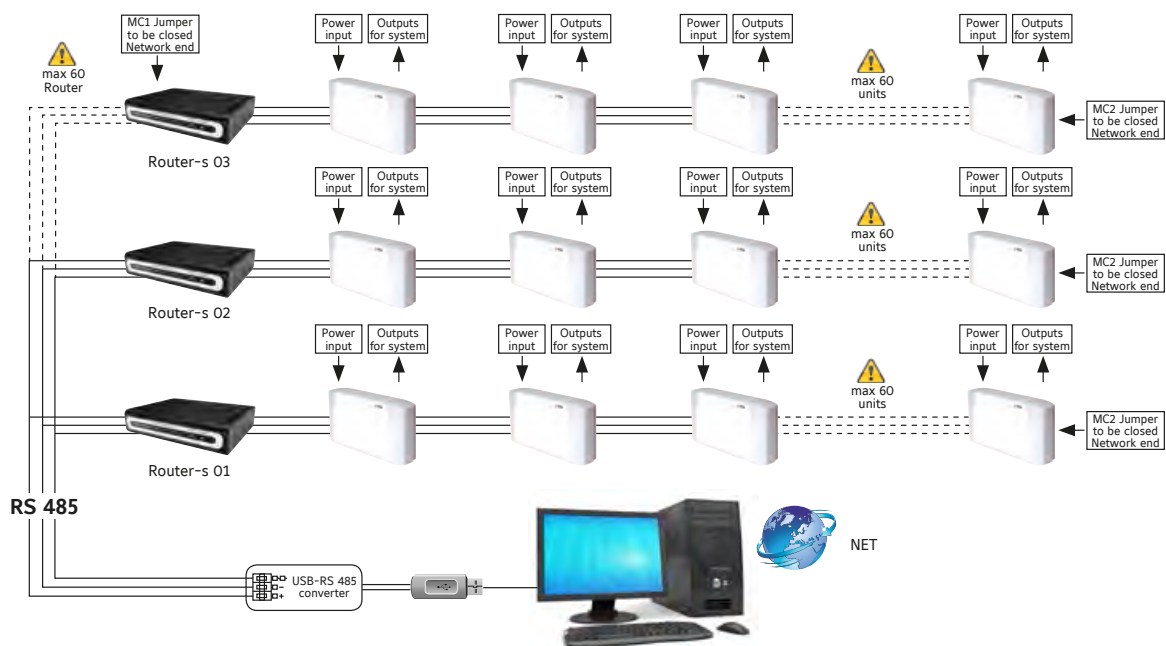 MC1 Jumper
to be closed
Network end
Power
input
Outputs
for system
Power
input
Outputs
for system
Power
input
Outputs
for system
Power
input
Outputs
for system
max 60
Router
max 60
units
MC2 Jumper
to be closed
Network end
Router-s 03
Power
input
Outputs
for system
Power
input
Outputs
for system
Power
input
Outputs
for system
Power
input
Outputs
for system
max 60
units
MC2 Jumper
to be closed
Network end
Router-s 02
Power
input
Outputs
for system
Power
input
Outputs
for system
Power
input
Outputs
for system
Power
input
Outputs
for system
max 60
units
MC2 Jumper
to be closed
Network end
Router-s 01
RS 485
NET
USB-RS 485
converter
-
+